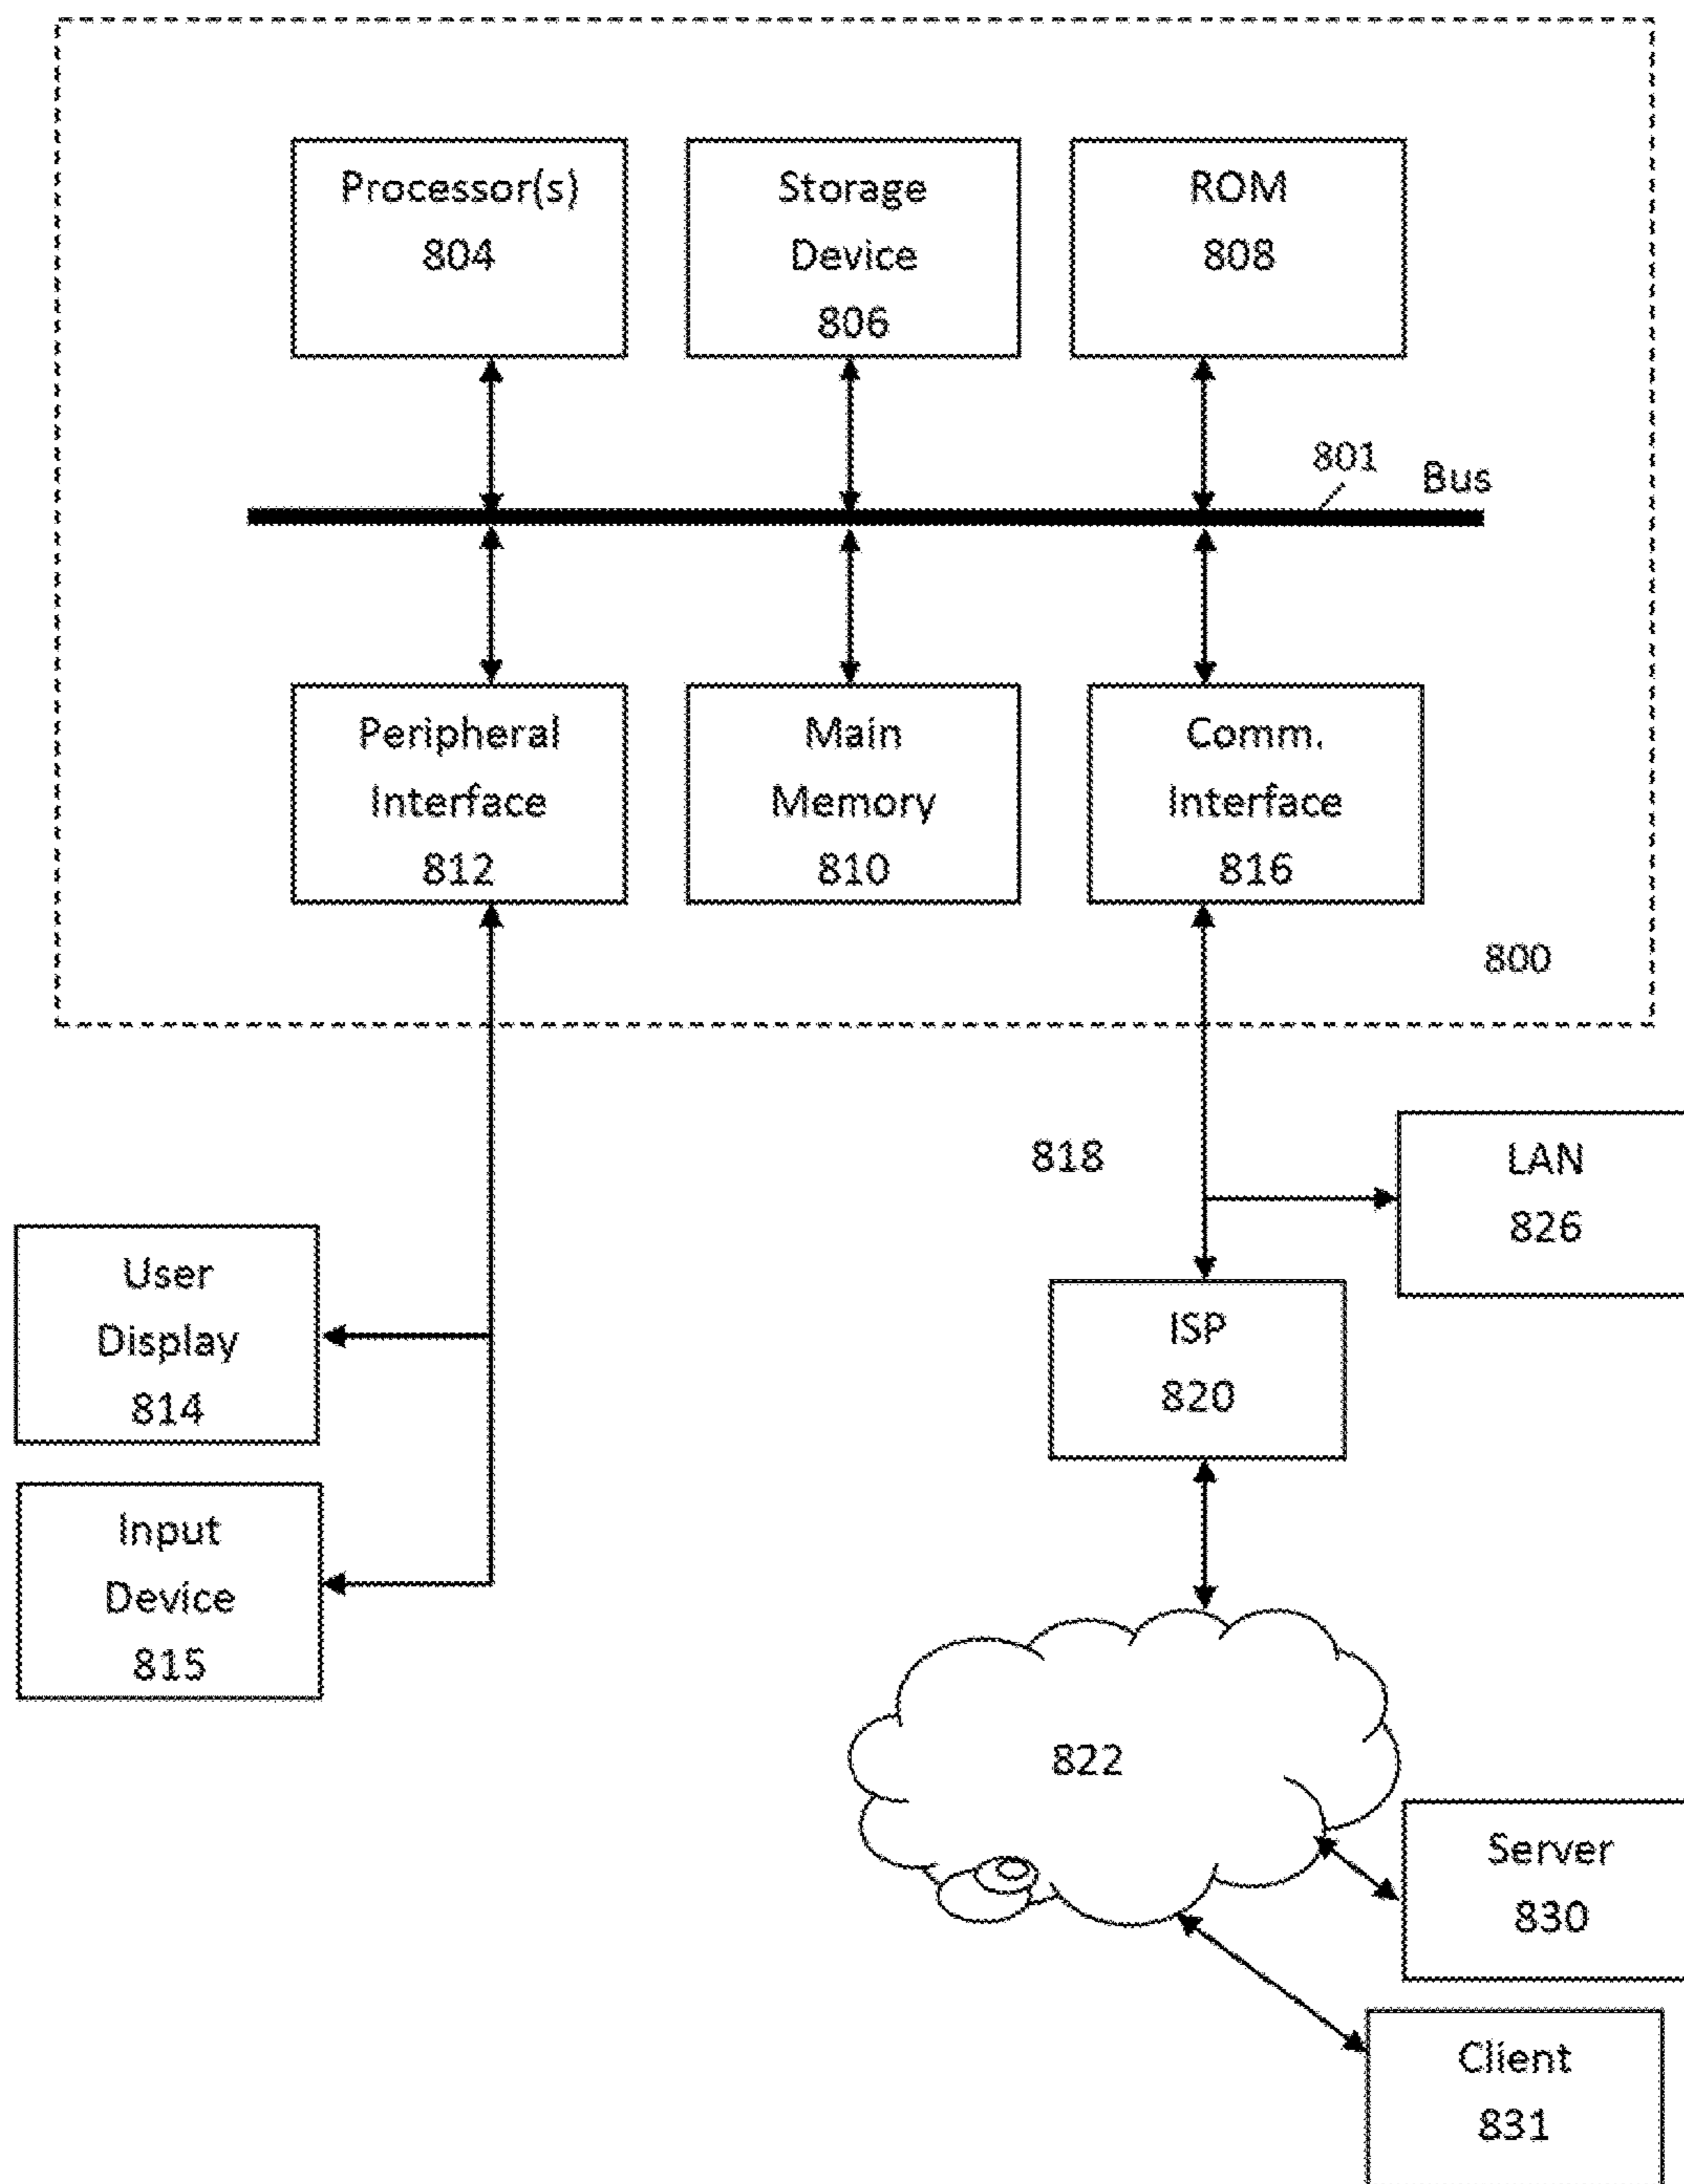 Processor(s)
804
Storage
Device
806
ROM
808
801
Bus
Peripheral
Interface
812
Main
Memory
810
Comm.
Interface
816
800
818
LAN
826
User
Display
814
ISP
820
Input
Device
815
822
Server
830
Client
831